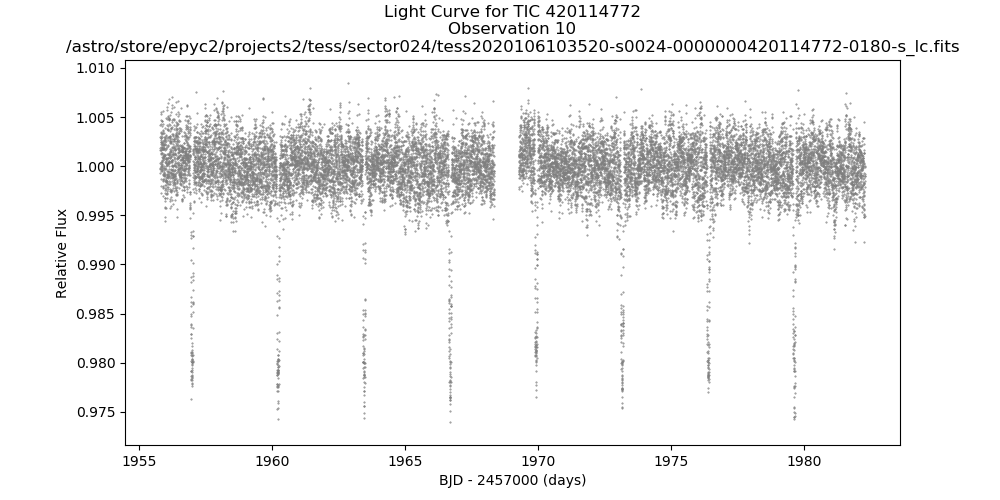 Light Curve for TIC 420114772
Observation 10
/astro/store/epyc2/projects2/tess/sector024/tess2020106103520-s0024-0000000420114772-0180-s_lc.fits
1.010
1.005
1.000
0.995
0.990
0.985
0.980
0.975
Relative Flux
1955
1960
1965
1970
1975
1980
BJD - 2457000 (days)